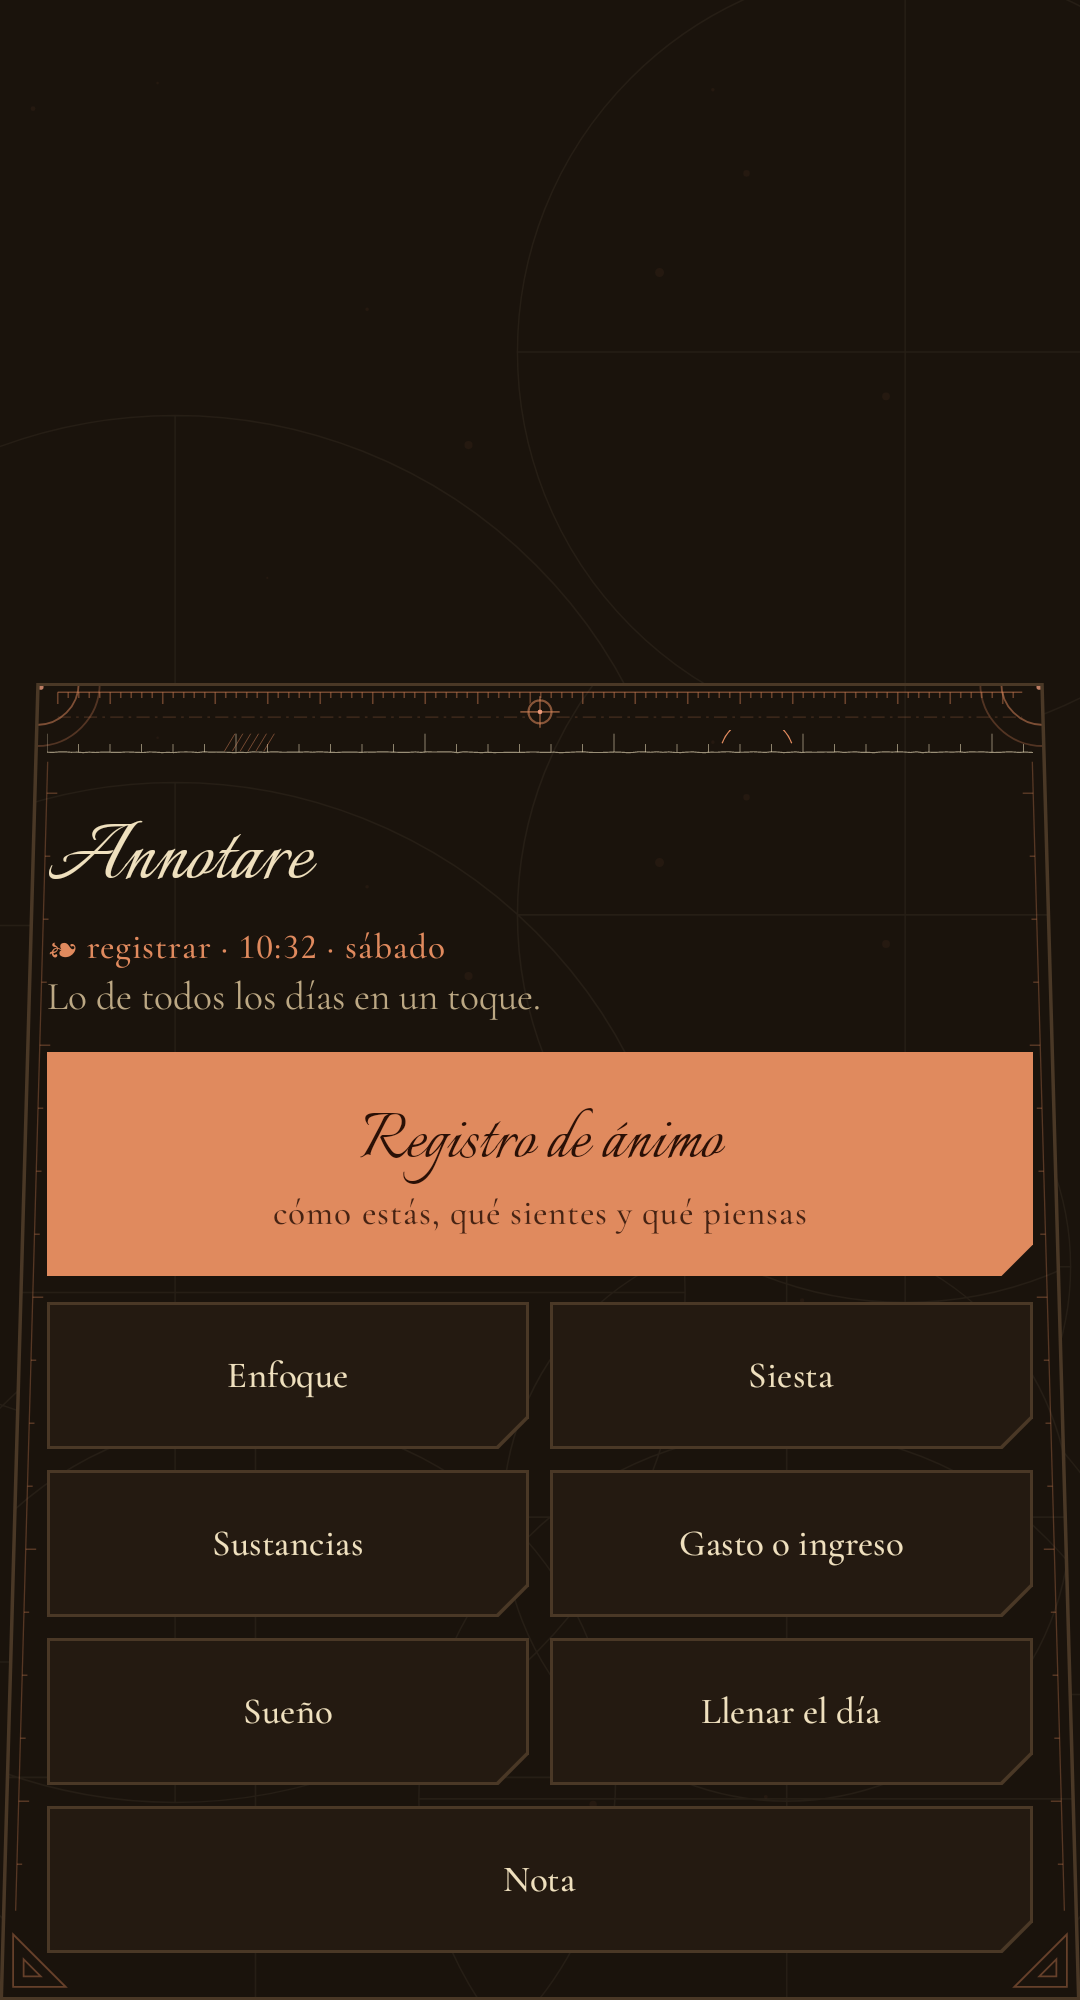 Annotare
❧ registrar · 10:32 · sábado
Lo de todos los días en un toque.
Registro de ánimo
cómo estás, qué sientes y qué piensas
Enfoque
Siesta
Sustancias
Gasto o ingreso
Sueño
Llenar el día
Nota